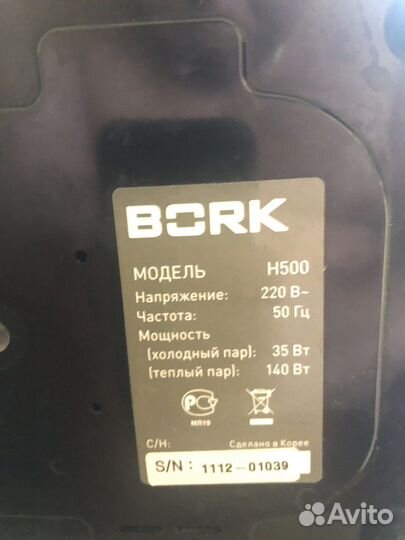 BORK
МОДЕЛЬ H500
Напряжение: 220 В~
Частота: 50 Гц
Мощность
(холодный пар): 35 Вт
(теплый пар): 140 Вт
РС
МЛ19
С/Н: Сделано в Корее
S/N : 1112-01039
Avito